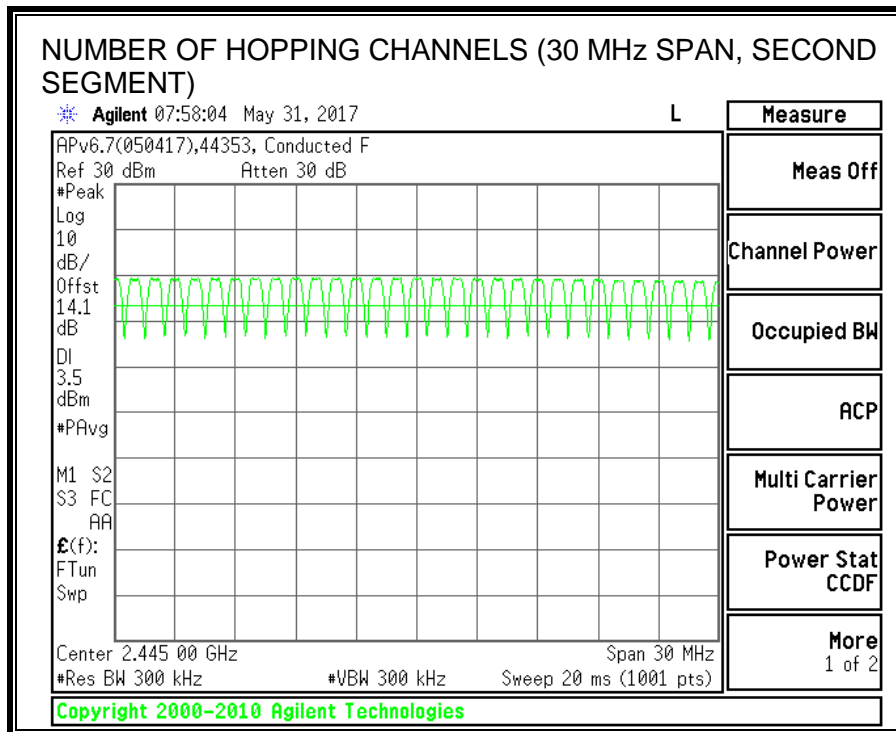 NUMBER OF HOPPING CHANNELS (30 MHz SPAN, SECOND
SEGMENT)
Agilent 07:58:04 May 31, 2017 L
APv6.7(050417),44353, Conducted F
Ref 30 dBm Atten 30 dB
#Peak
Log
10
dB/
Offst
14.1
dB
DI
3.5
dBm
#PAvg
M1 S2
S3 FC
AA
£(f):
FTun
Swp
Center 2.445 00 GHz Span 30 MHz
#Res BW 300 kHz #VBW 300 kHz Sweep 20 ms (1001 pts)
Copyright 2000-2010 Agilent Technologies
Measure
Meas Off
Channel Power
Occupied BW
ACP
Multi Carrier
Power
Power Stat
CCDF
More
1 of 2